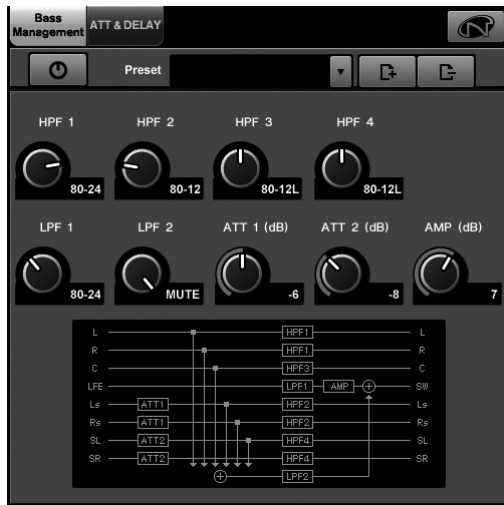 Bass Management
ATT & DELAY
Preset
HPF 1 HPF 2 HPF 3 HPF 4
80-24 80-12 80-12L 80-12L
LPF 1 LPF 2 ATT 1 (dB) ATT 2 (dB) AMP (dB)
80-24 MUTE -6 -8 7
L HPF1 L
R HPF1 R
C HPF3 C
LFE LPF1 AMP SW
Ls ATT1 HPF2 Ls
Rs ATT1 HPF2 Rs
SL ATT2 HPF4 SL
SR ATT2 HPF4 SR
LPF2